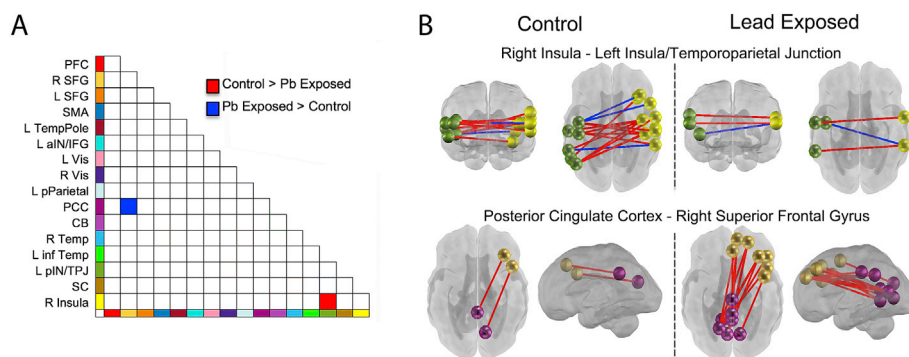 A
PFC
R SFG
L SFG
SMA
L TempPole
L aIN/IFG
L Vis
R Vis
L pParietal
PCC
CB
R Temp
L inf Temp
L pIN/TPJ
SC
R Insula
Control > Pb Exposed
Pb Exposed > Control
B
Control
Lead Exposed
Right Insula - Left Insula/Temporoparietal Junction
Posterior Cingulate Cortex - Right Superior Frontal Gyrus